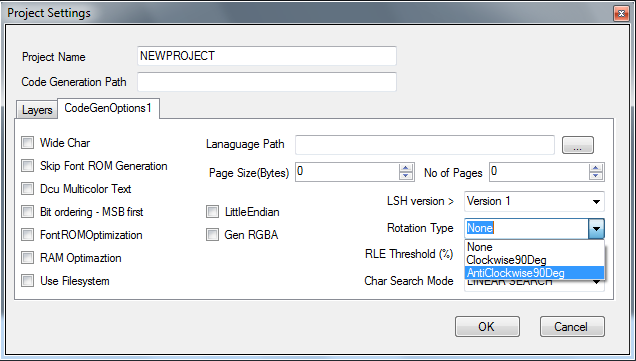 Project Settings
Project Name NEWPROJECT
Code Generation Path
Layers CodeGenOptions1
Wide Char Lanaguage Path ...
Skip Font ROM Generation Page Size(Bytes) 0 No of Pages 0
Dcu Multicolor Text LSH version > Version 1
Bit ordering - MSB first LittleEndian Rotation Type None
FontROMOptimization Gen RGBA None
RLE Threshold (%) Clockwise90Deg
RAM Optimaztion AntiClockwise90Deg
Use Filesystem Char Search Mode LINEAR SEARCH
OK Cancel